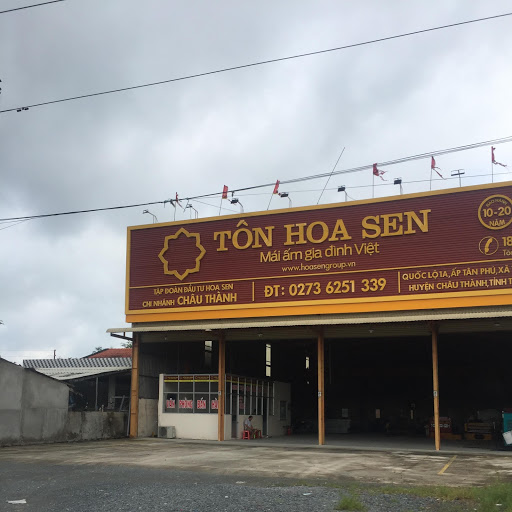 TÔN HOA SEN
Mái ấm gia đình Việt
www.hoasengroup.vn
TẬP ĐOÀN ĐẦU TƯ HOA SEN
CHI NHÁNH CHÂU THÀNH
ĐT: 0273 6251 339
QUỐC LỘ 1A, ẤP TÂN PHÚ, XÃ
HUYỆN CHÂU THÀNH, TỈNH T
10-20
NĂM
18